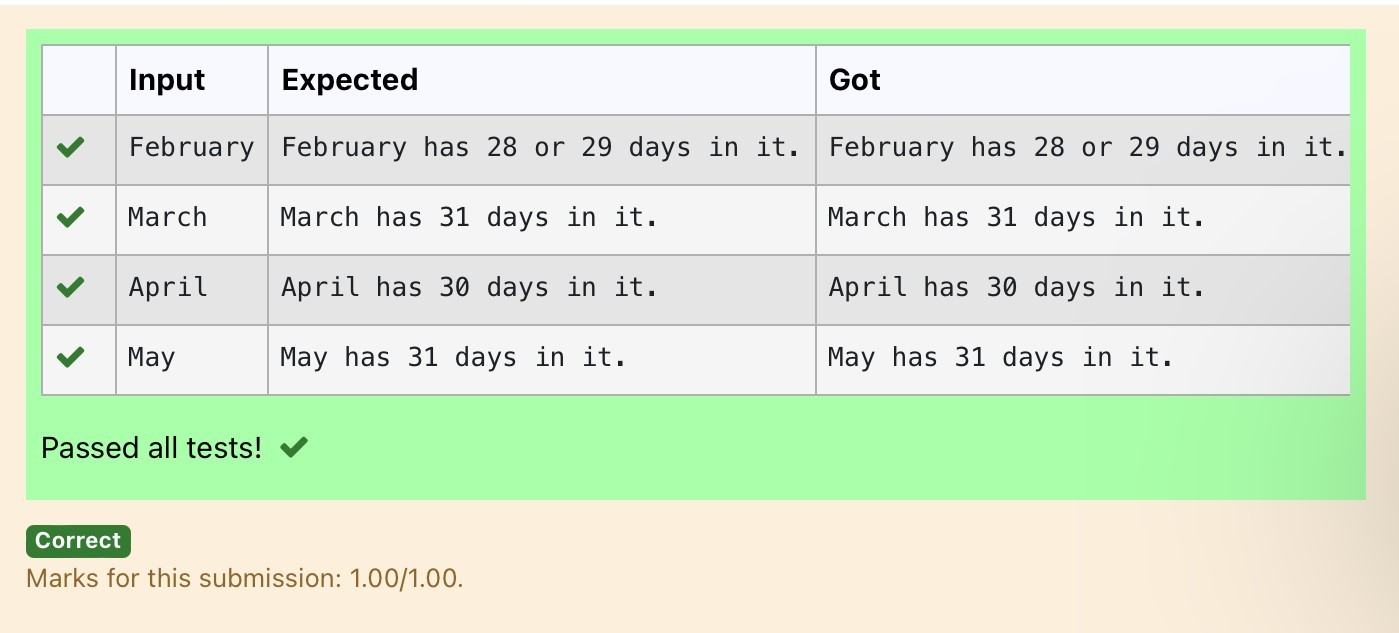 Input Expected Got
February February has 28 or 29 days in it. February has 28 or 29 days in it.
March March has 31 days in it. March has 31 days in it.
April April has 30 days in it. April has 30 days in it.
May May has 31 days in it. May has 31 days in it.
Passed all tests!
Correct
Marks for this submission: 1.00/1.00.